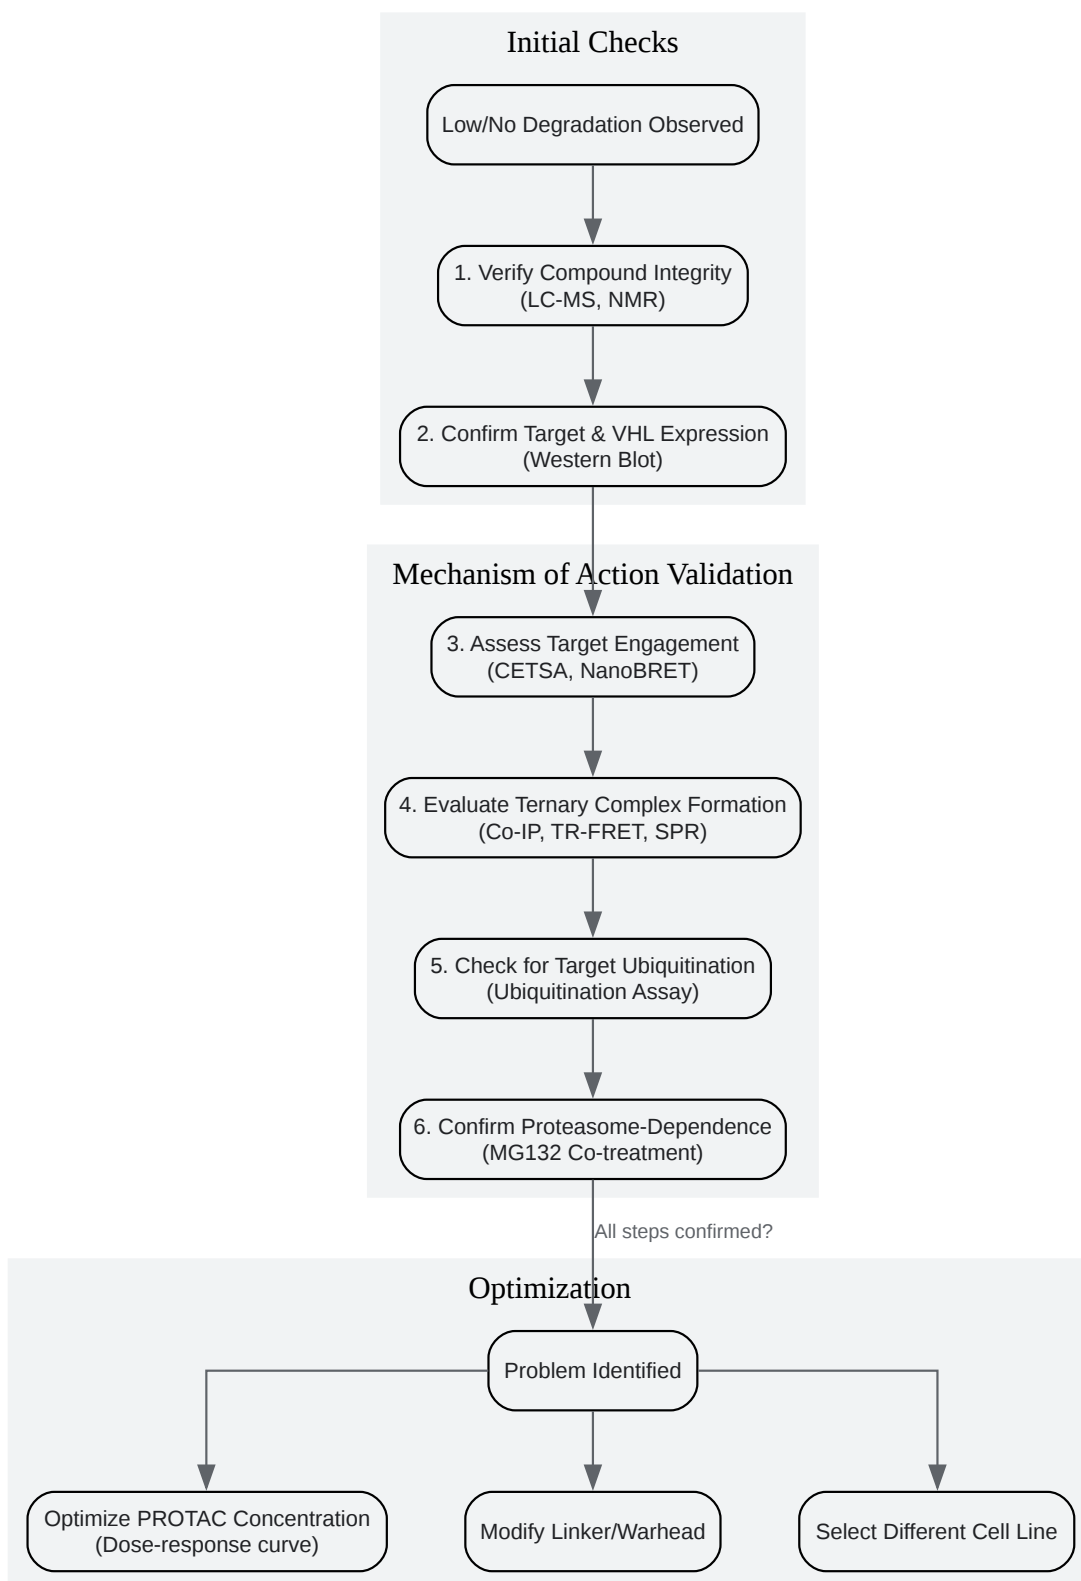 Initial Checks
Low/No Degradation Observed
1. Verify Compound Integrity
(LC-MS, NMR)
2. Confirm Target & VHL Expression
(Western Blot)
Mechanism of Action Validation
3. Assess Target Engagement
(CETSA, NanoBRET)
4. Evaluate Ternary Complex Formation
(Co-IP, TR-FRET, SPR)
5. Check for Target Ubiquitination
(Ubiquitination Assay)
6. Confirm Proteasome-Dependence
(MG132 Co-treatment)
All steps confirmed?
Optimization
Problem Identified
Optimize PROTAC Concentration
(Dose-response curve)
Modify Linker/Warhead
Select Different Cell Line